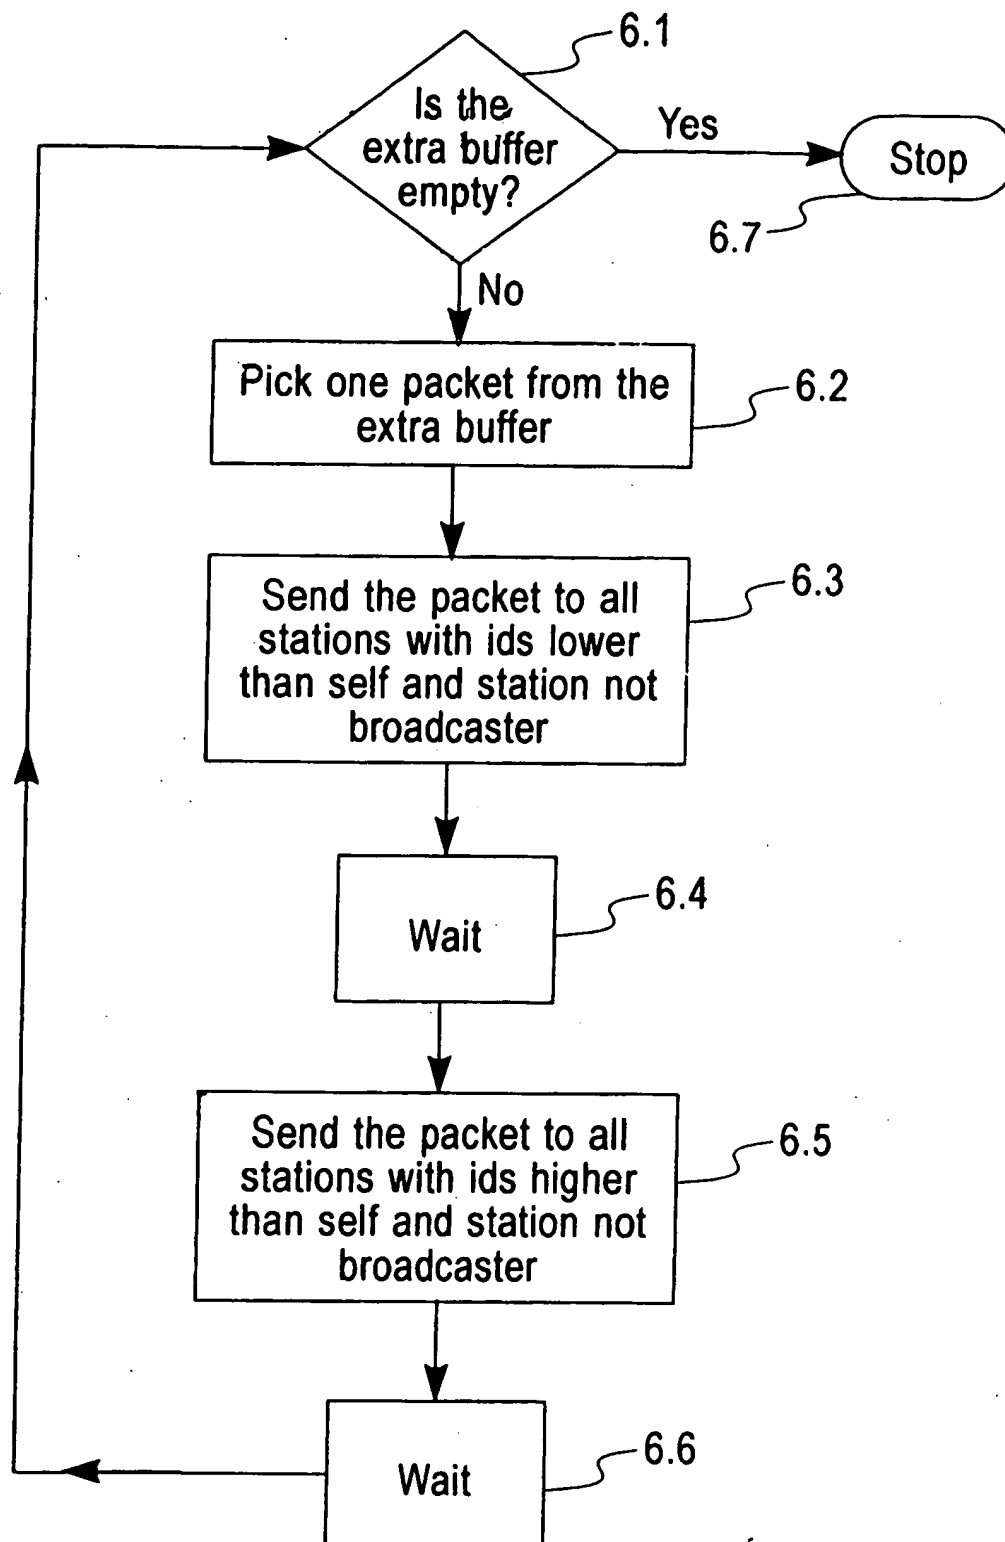 6.1
Is the
extra buffer
empty?
Yes
Stop
6.7
No
Pick one packet from the
extra buffer
6.2
Send the packet to all
stations with ids lower
than self and station not
broadcaster
6.3
Wait
6.4
Send the packet to all
stations with ids higher
than self and station not
broadcaster
6.5
Wait
6.6